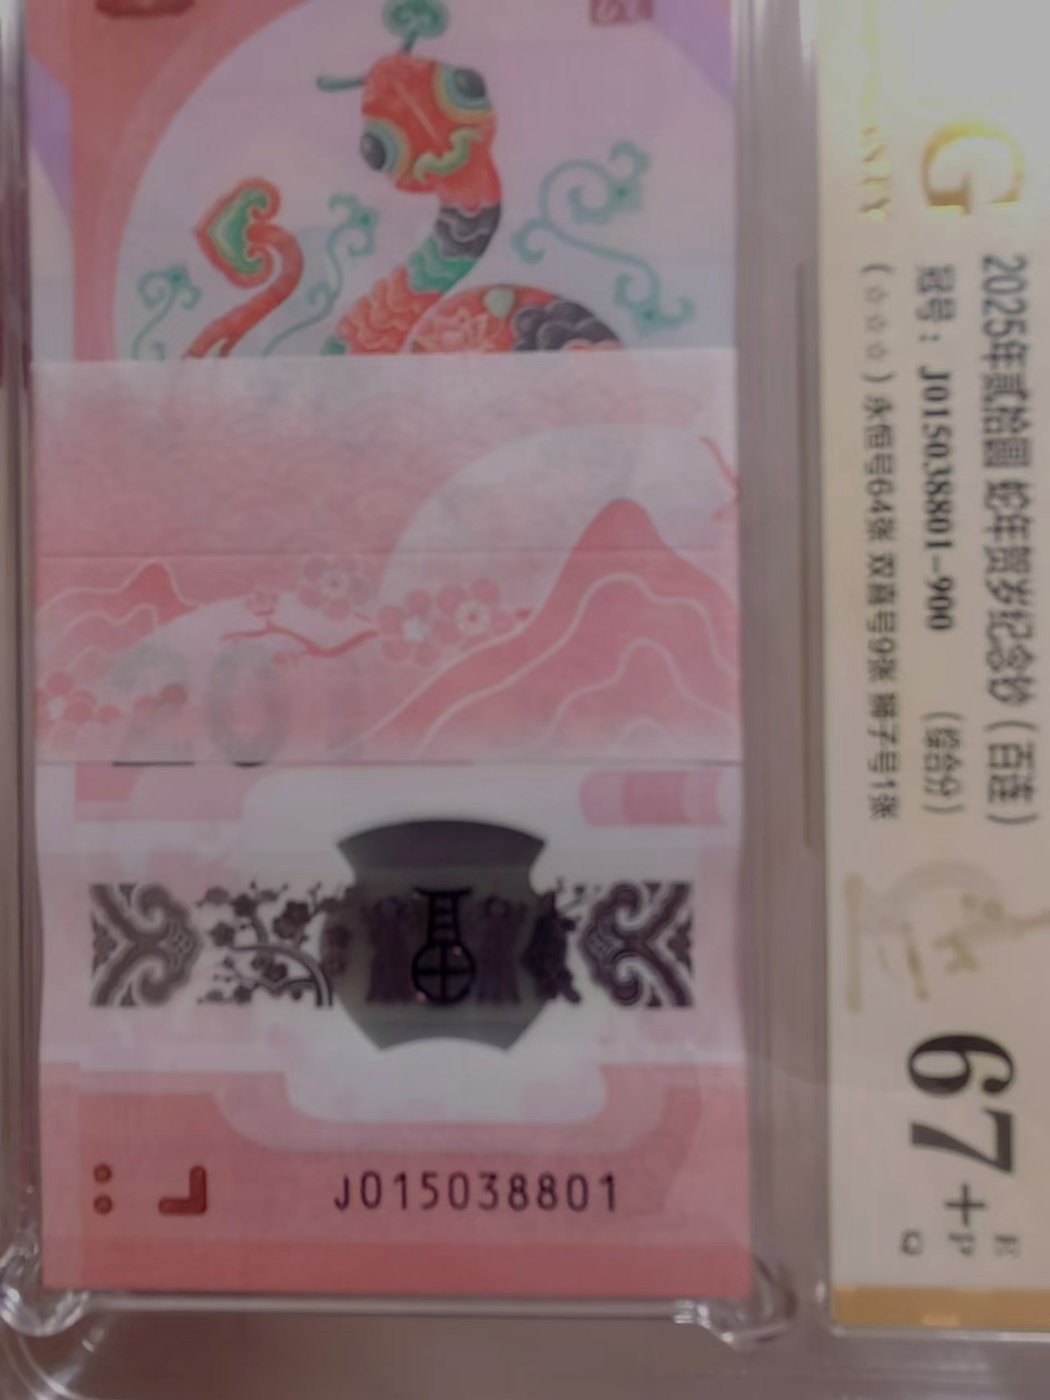 20
J015038801
G
2025年贰拾圆 蛇年贺岁纪念钞（百连）
冠号：J015038801-900 （综合分）
（☆☆☆）永恒号64张 双喜号9张 狮子号1张
67+
E
P
Q